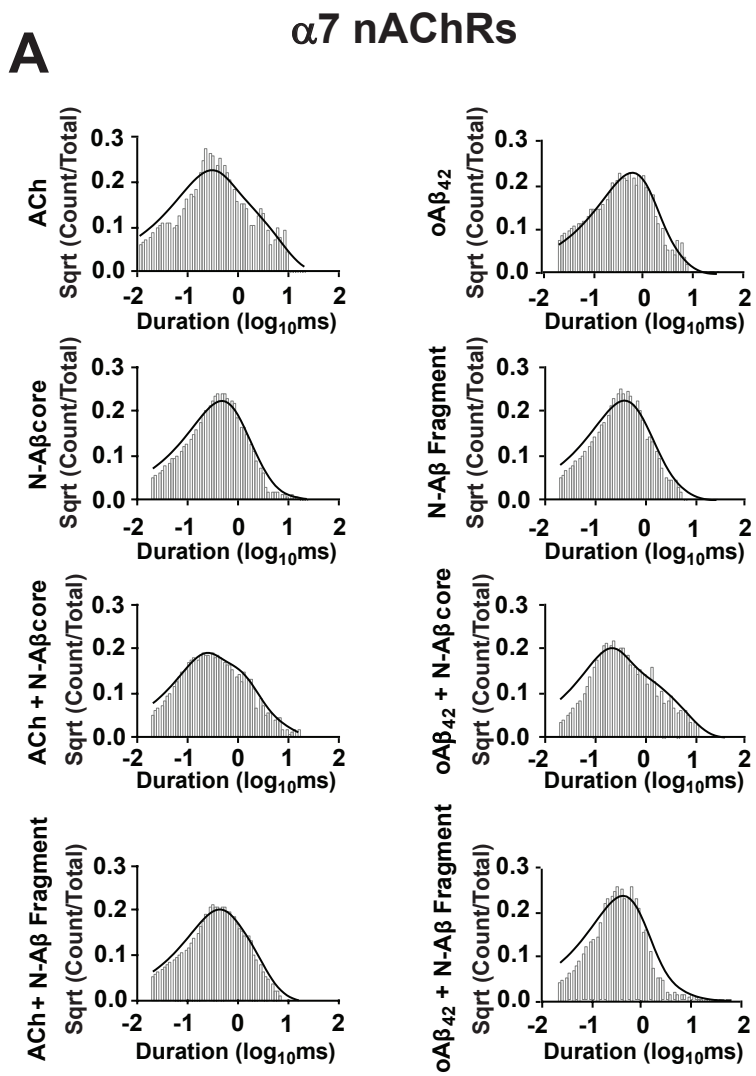 α7 nAChRs
A
ACh
Sqrt (Count/Total)
0.3
0.2
0.1
0.0
-2 -1 0 1 2
Duration (log10ms)
oAβ42
Sqrt (Count/Total)
0.3
0.2
0.1
0.0
-2 -1 0 1 2
Duration (log10ms)
N-Aβcore
Sqrt (Count/Total)
0.3
0.2
0.1
0.0
-2 -1 0 1 2
Duration (log10ms)
N-Aβ Fragment
Sqrt (Count/Total)
0.3
0.2
0.1
0.0
-2 -1 0 1 2
Duration (log10ms)
ACh + N-Aβcore
Sqrt (Count/Total)
0.3
0.2
0.1
0.0
-2 -1 0 1 2
Duration (log10ms)
oAβ42 + N-Aβcore
Sqrt (Count/Total)
0.3
0.2
0.1
0.0
-2 -1 0 1 2
Duration (log10ms)
ACh+ N-Aβ Fragment
Sqrt (Count/Total)
0.3
0.2
0.1
0.0
-2 -1 0 1 2
Duration (log10ms)
oAβ42 + N-Aβ Fragment
Sqrt (Count/Total)
0.3
0.2
0.1
0.0
-2 -1 0 1 2
Duration (log10ms)